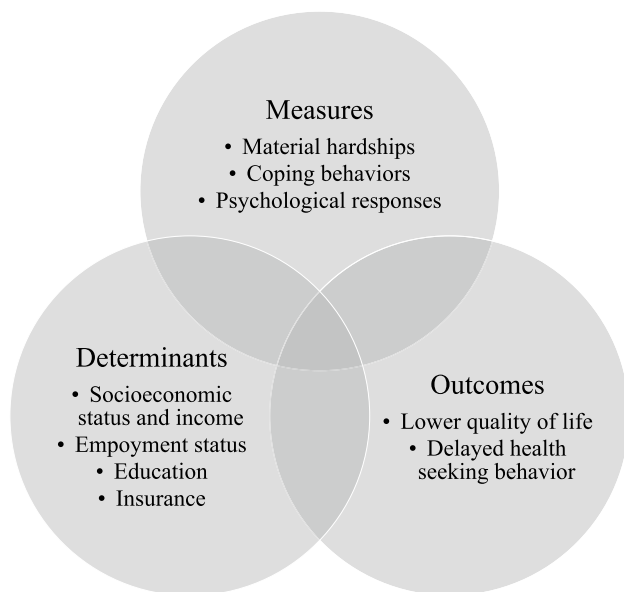 Measures
• Material hardships
• Coping behaviors
• Psychological responses
Determinants
• Socioeconomic
status and income
• Empoyment status
• Education
• Insurance
Outcomes
• Lower quality of life
• Delayed health
seeking behavior